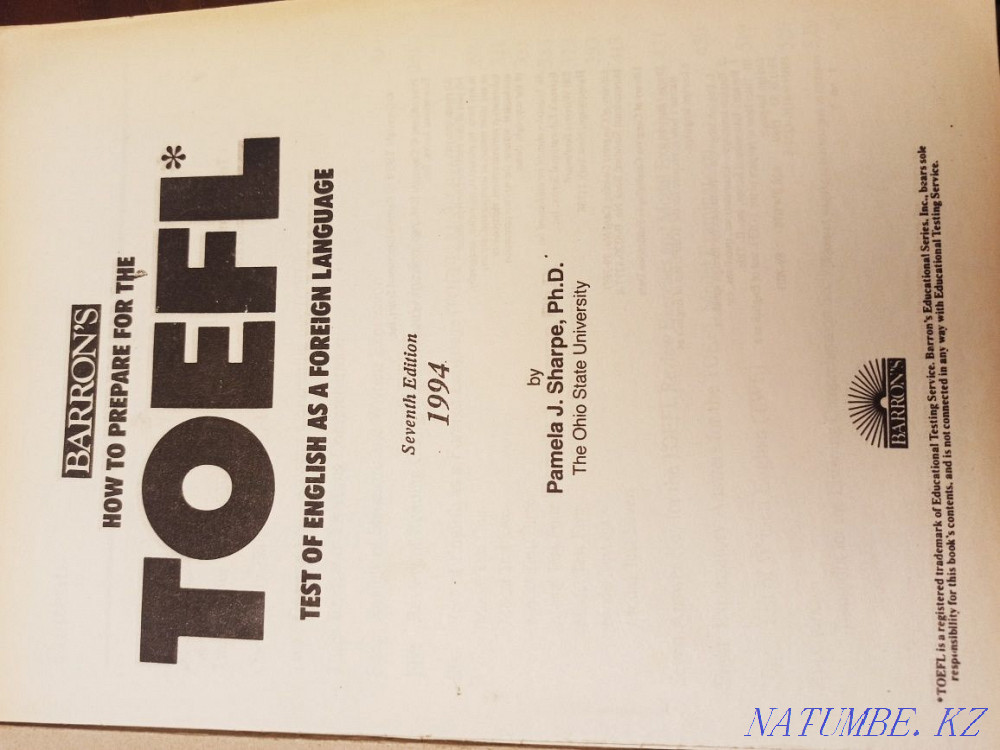 BARRON'S
HOW TO PREPARE FOR THE
TOEFL*
TEST OF ENGLISH AS A FOREIGN LANGUAGE
Seventh Edition
1994
by
Pamela J. Sharpe, Ph.D.
The Ohio State University
BARRON'S
*TOEFL is a registered trademark of Educational Testing Service. Barron's Educational Series, Inc., bears sole
responsibility for this book's contents, and is not connected in any way with Educational Testing Service.
NATUMBE.KZ